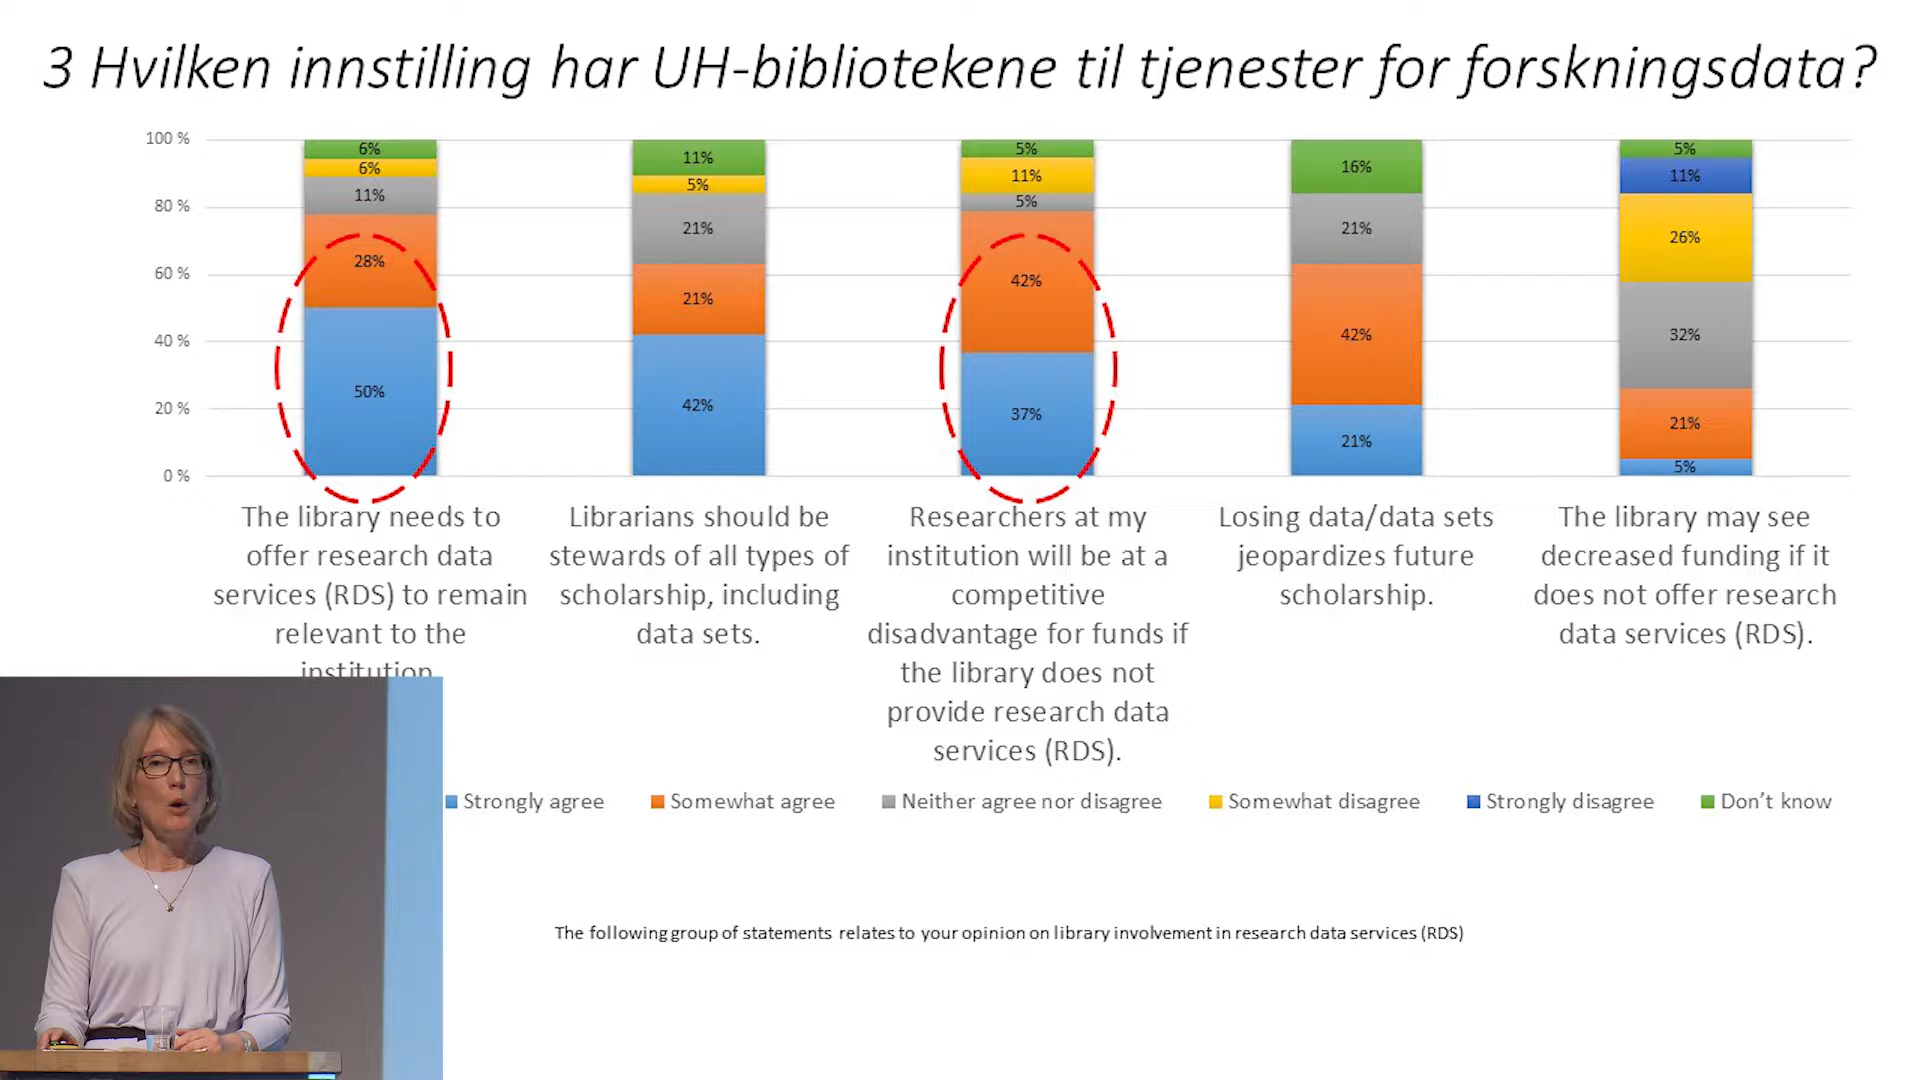 3 Hvilken innstilling har UH-bibliotekene til tjenester for forskningsdata?
100 %
80 %
60 %
40 %
20 %
0 %
6%
6%
11%
28%
50%
11%
5%
21%
21%
42%
5%
11%
5%
42%
37%
16%
21%
42%
21%
5%
11%
26%
32%
21%
5%
The library needs to
offer research data
services (RDS) to remain
relevant to the
institution
Librarians should be
stewards of all types of
scholarship, including
data sets.
Researchers at my
institution will be at a
competitive
disadvantage for funds if
the library does not
provide research data
services (RDS).
Losing data/data sets
jeopardizes future
scholarship.
The library may see
decreased funding if it
does not offer research
data services (RDS).
Strongly agree
Somewhat agree
Neither agree nor disagree
Somewhat disagree
Strongly disagree
Don't know
The following group of statements relates to your opinion on library involvement in research data services (RDS)